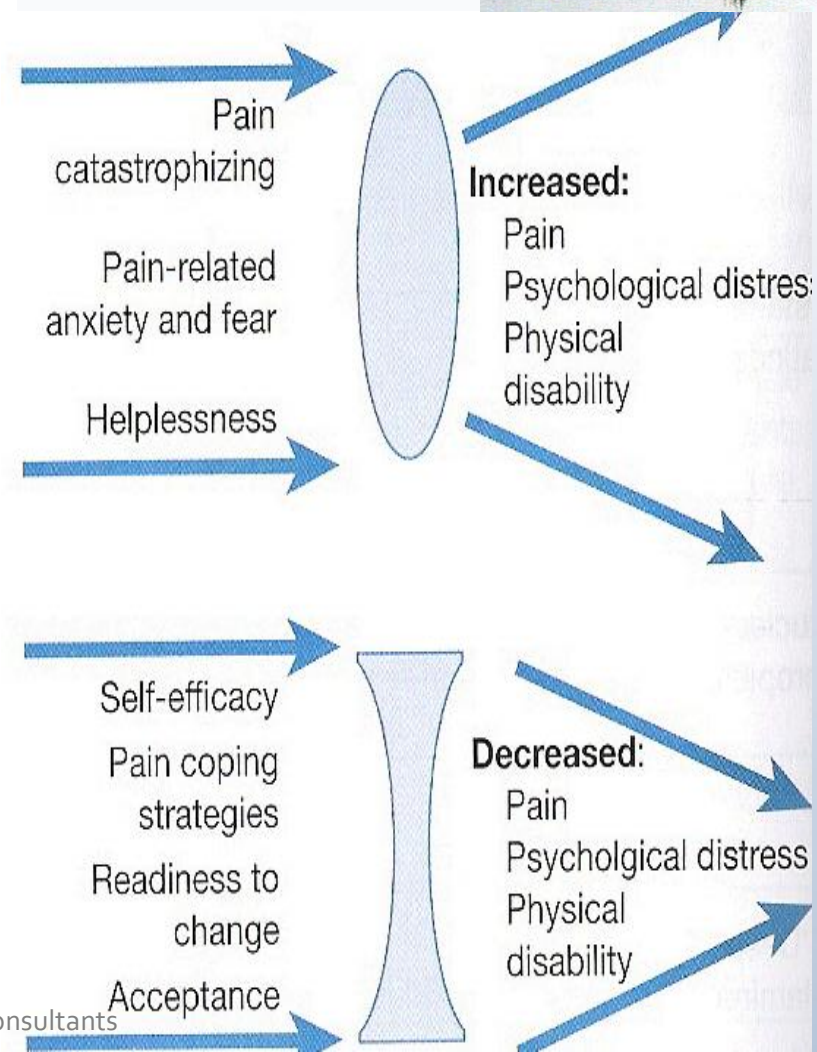 Pain
catastrophizing
Pain-related
anxiety and fear
Helplessness
Increased:
Pain
Psychological distres
Physical
disability
Self-efficacy
Pain coping
strategies
Readiness to
change
Acceptance
Decreased:
Pain
Psycholgical distress
Physical
disability
onsultants